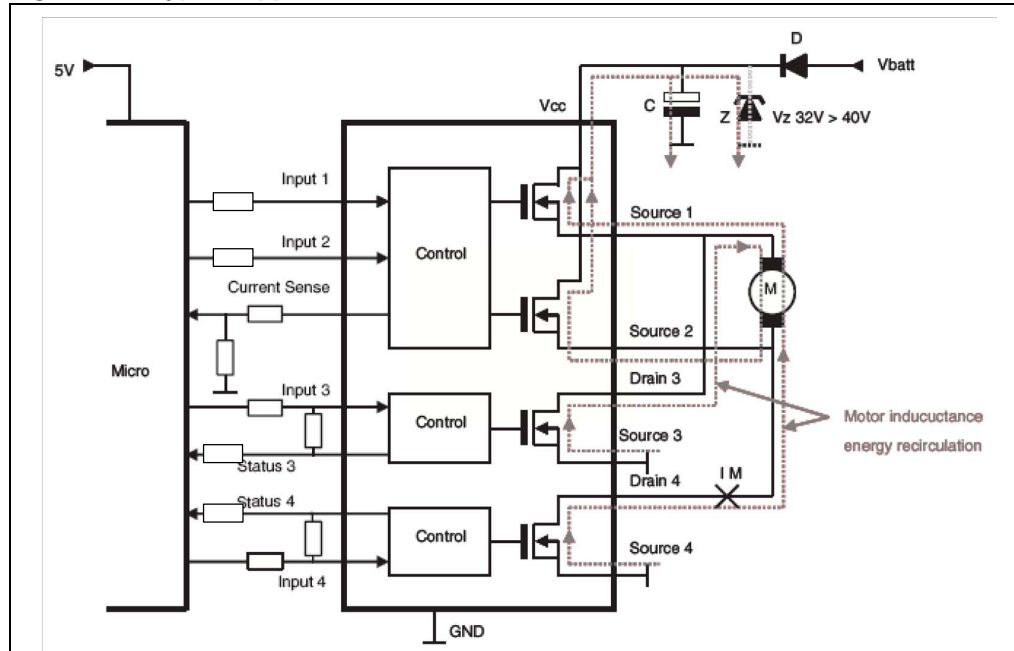 D
5V
Vbatt
Vcc
C
Z
Vz 32V > 40V
Input 1
Source 1
Input 2
Control
Current Sense
M
Source 2
Micro
Drain 3
Input 3
Control
Source 3
Motor inducuctance
energy recirculation
Status 3
Drain 4
I M
Status 4
Control
Source 4
Input 4
GND